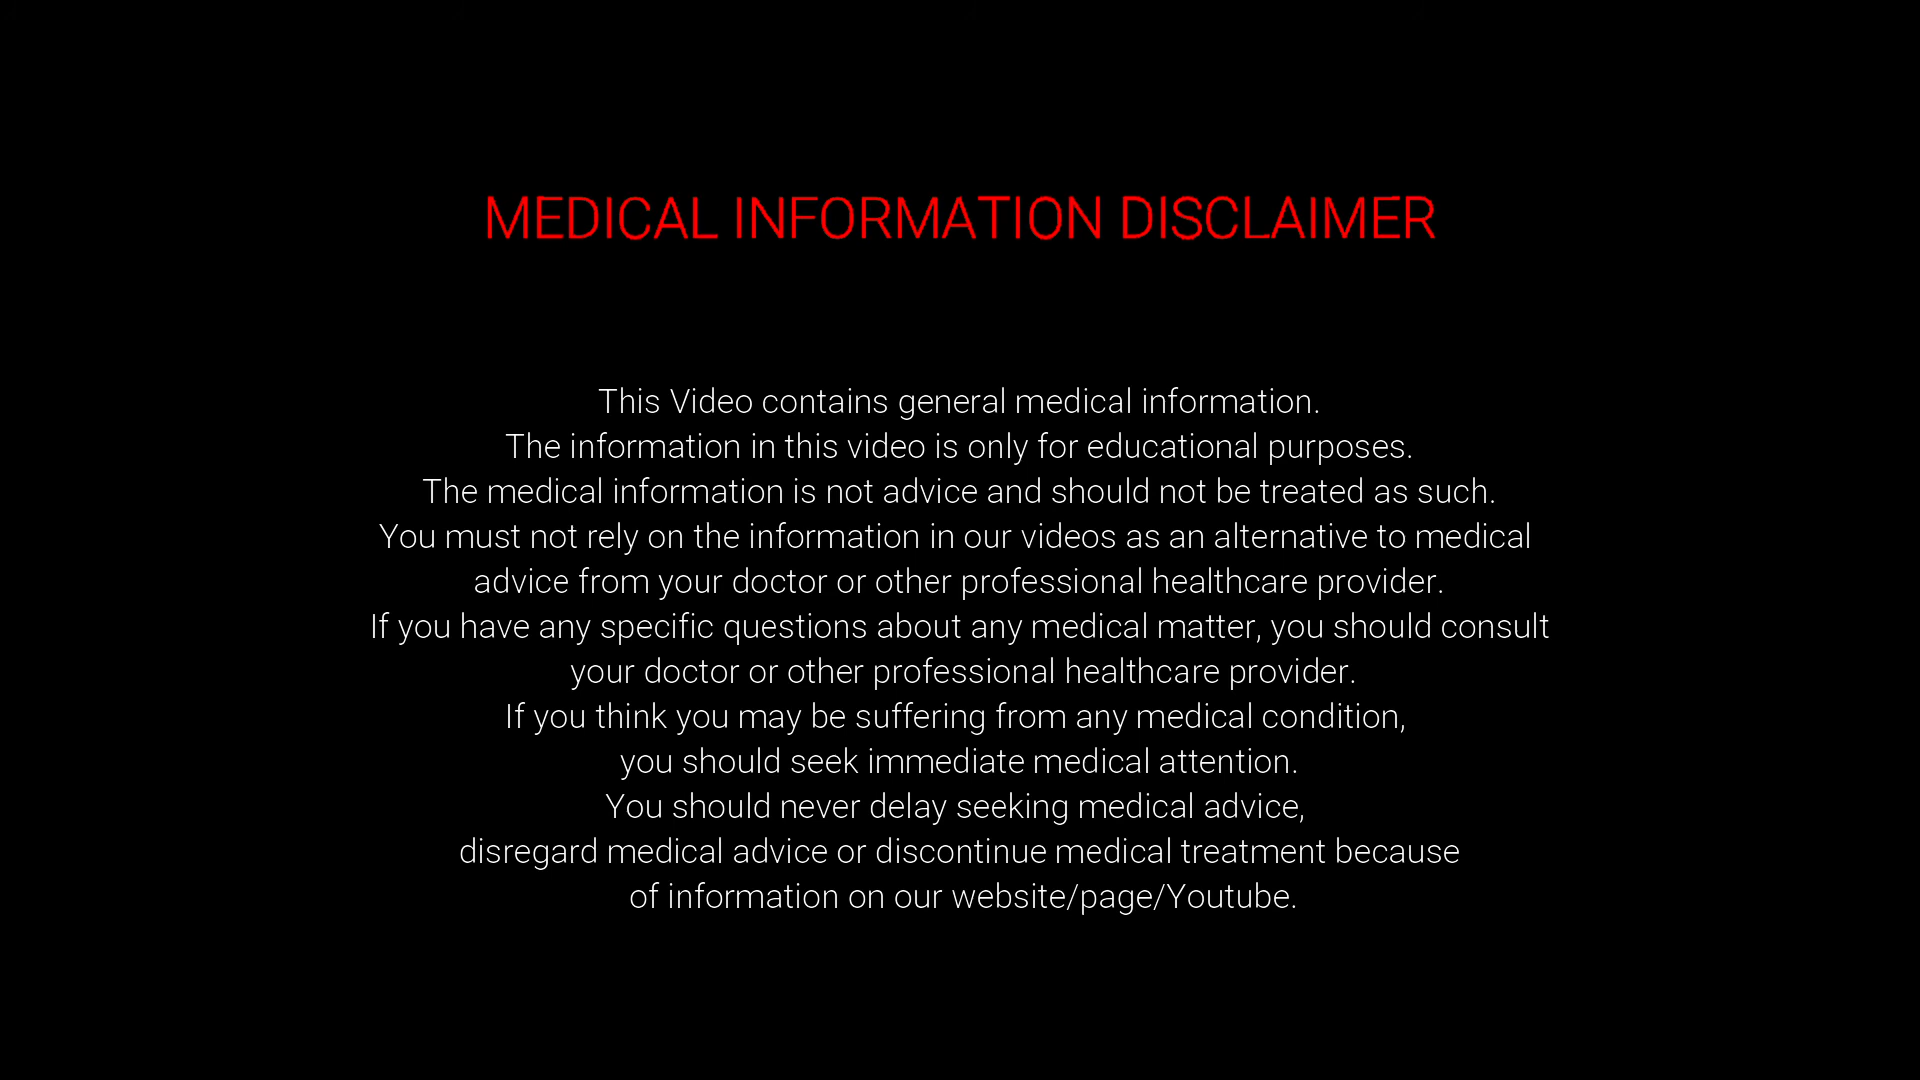 MEDICAL INFORMATION DISCLAIMER
This Video contains general medical information.
The information in this video is only for educational purposes.
The medical information is not advice and should not be treated as such.
You must not rely on the information in our videos as an alternative to medical
advice from your doctor or other professional healthcare provider.
If you have any specific questions about any medical matter, you should consult
your doctor or other professional healthcare provider.
If you think you may be suffering from any medical condition,
you should seek immediate medical attention.
You should never delay seeking medical advice,
disregard medical advice or discontinue medical treatment because
of information on our website/page/Youtube.